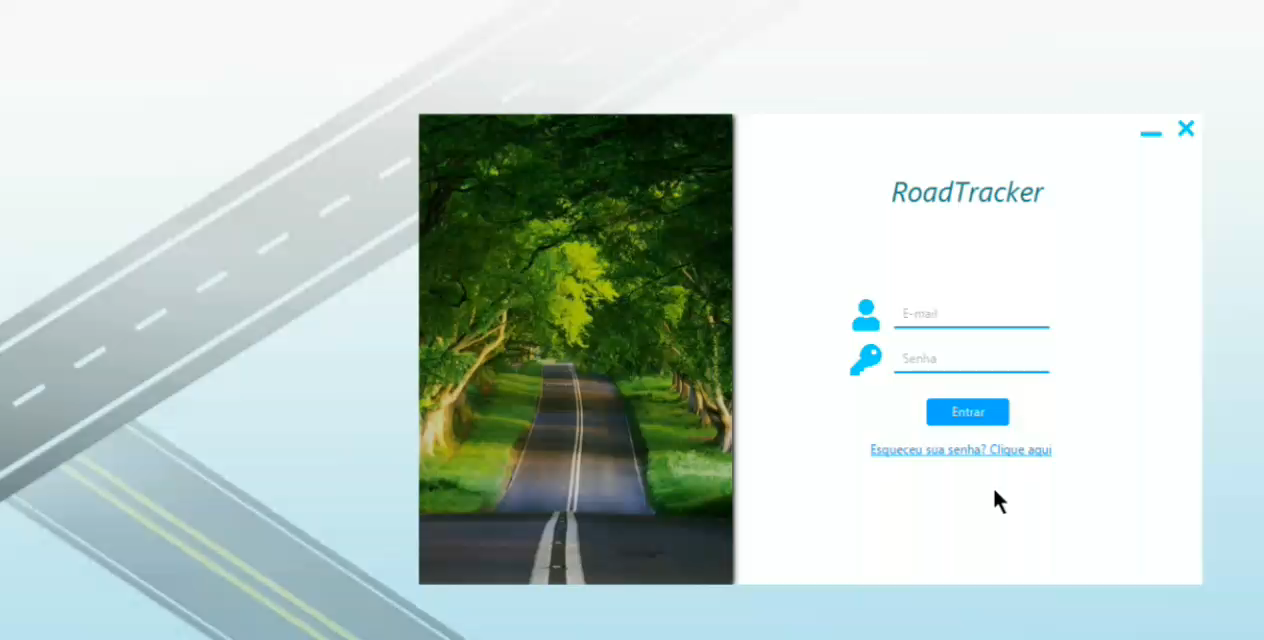 RoadTracker
E-mail
Senha
Entrar
Esqueceu sua senha? Clique aqui